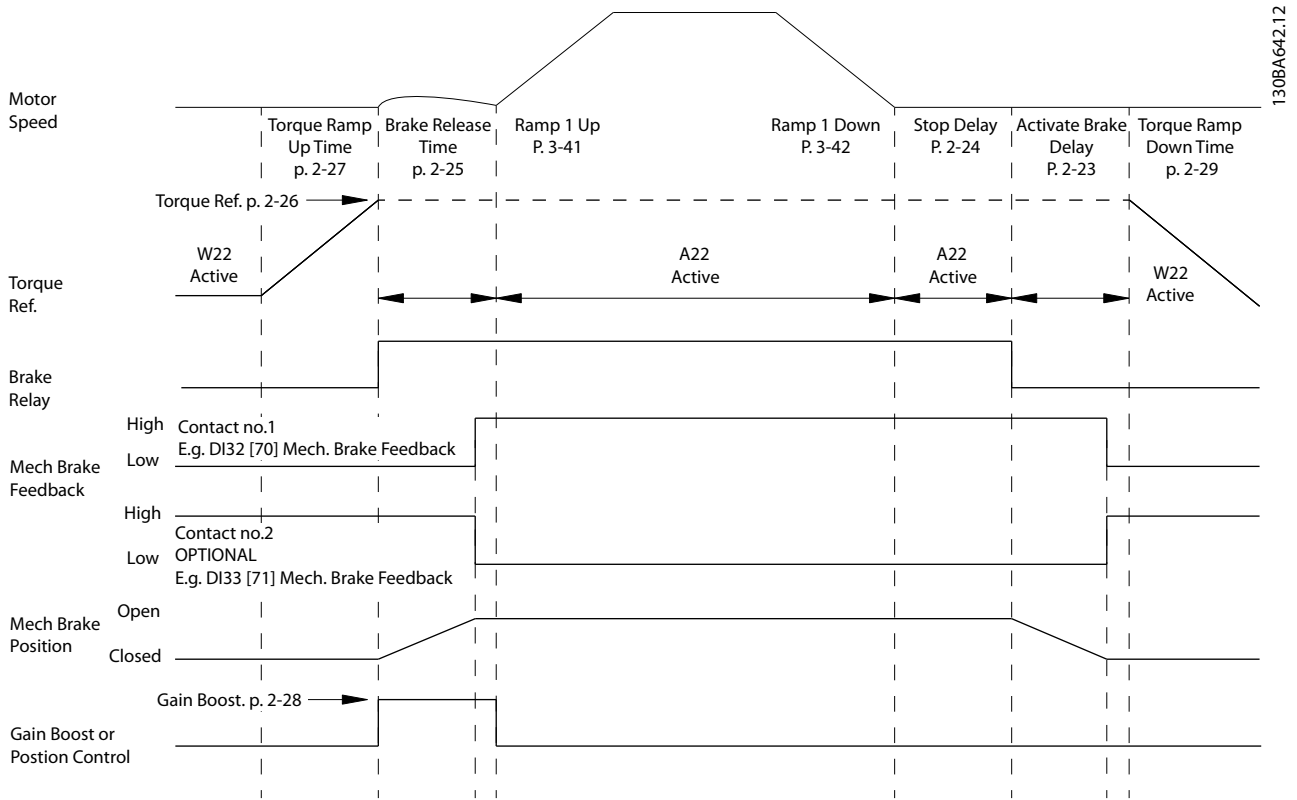 130BA642.12
Motor
Speed
Torque Ramp
Up Time
p. 2-27
Brake Release
Time
p. 2-25
Ramp 1 Up
P. 3-41
Ramp 1 Down
P. 3-42
Stop Delay
P. 2-24
Activate Brake
Delay
P. 2-23
Torque Ramp
Down Time
p. 2-29
Torque Ref. p. 2-26
Torque
Ref.
W22
Active
A22
Active
A22
Active
W22
Active
Brake
Relay
Mech Brake
Feedback
High
Low
Contact no.1
E.g. DI32 [70] Mech. Brake Feedback
High
Low
Contact no.2
OPTIONAL
E.g. DI33 [71] Mech. Brake Feedback
Mech Brake
Position
Open
Closed
Gain Boost. p. 2-28
Gain Boost or
Postion Control